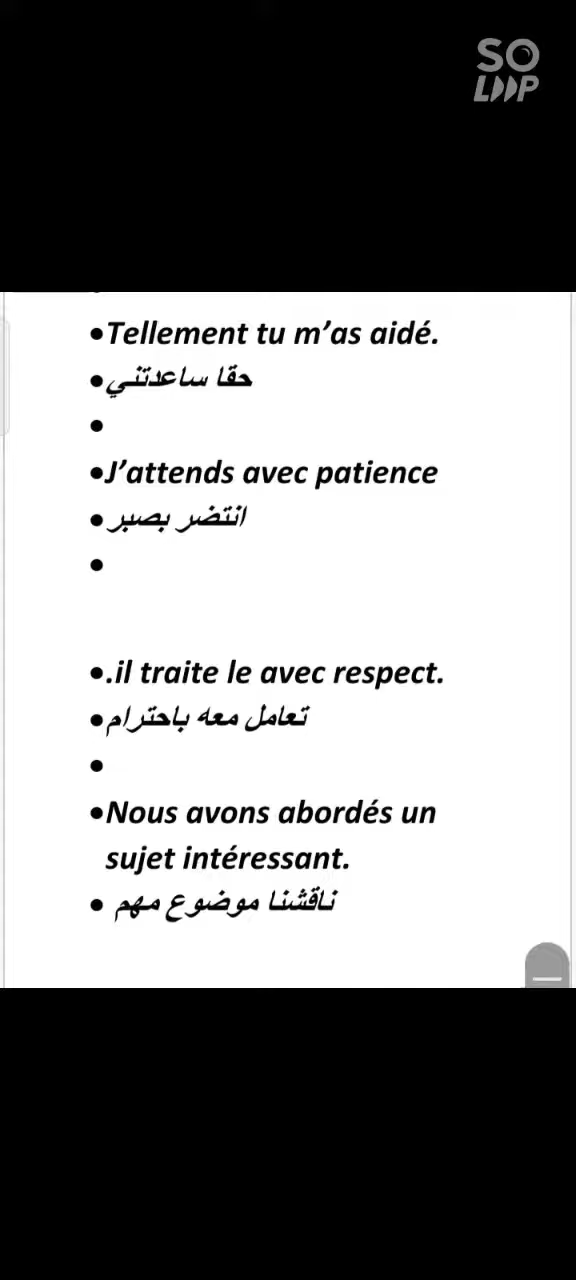 SO
LOOP
•Tellement tu m’as aidé.
•حقا ساعدتني
•
•J’attends avec patience
•انتضر بصبر
•
•.il traite le avec respect.
•تعامل معه باحترام
•
•Nous avons abordés un
sujet intéressant.
• ناقشنا موضوع مهم